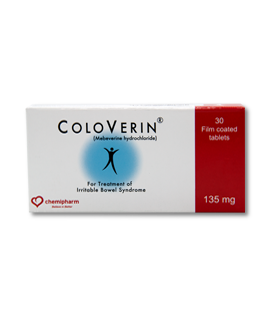 COLOVERIN®
(Mebeverine hydrochloride)
For Treatment of
Irritable Bowel Syndrome
chemipharm
30
Film coated
tablets
135 mg